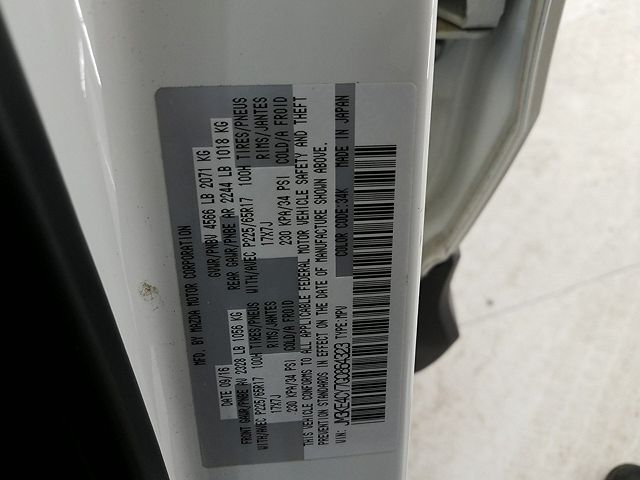 MFD. BY MAZDA MOTOR CORPORATION
DATE 09/16 GVWR/PNBV 4566 LB 2071 KG
FRONT GAWR/PNBE AV 2328 LB 1056 KG REAR GAWR/PNBE AR 2244 LB 1018 KG
WITH/AVEC P225/65R17 100H TIRES/PNEUS WITH/AVEC P225/65R17 100H TIRES/PNEUS
17X7J RIMS/JANTES 17X7J RIMS/JANTES
230 KPA/34 PSI COLD/A FROID 230 KPA/34 PSI COLD/A FROID
THIS VEHICLE CONFORMS TO ALL APPLICABLE FEDERAL MOTOR VEHICLE SAFETY AND THEFT
PREVENTION STANDARDS IN EFFECT ON THE DATE OF MANUFACTURE SHOWN ABOVE.
VIN: TYPE:MPV COLOR CODE:34K MADE IN JAPAN